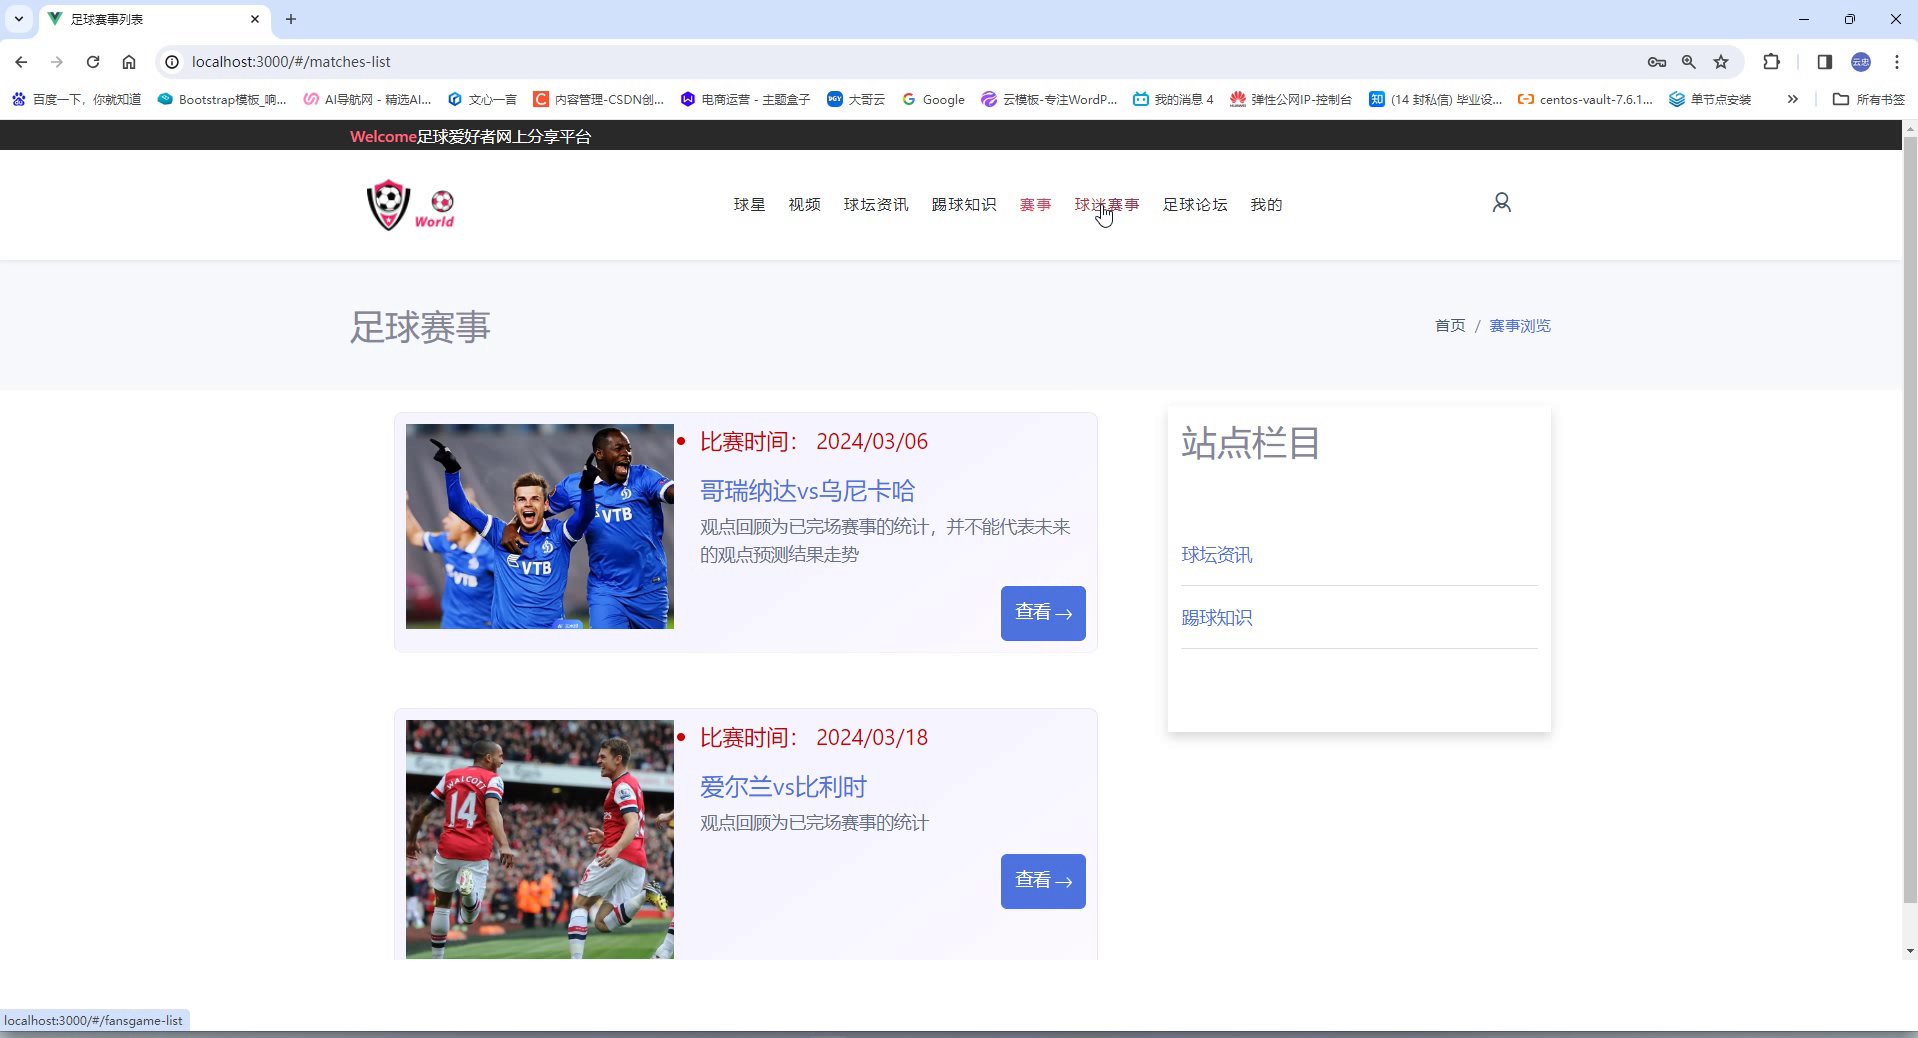 足球赛事列表
localhost:3000/#/matches-list
百度一下，你就知道 Bootstrap模板_响... AI导航网 - 精选AI... 文心一言 内容管理-CSDN创... 电商运营 - 主题盒子 大哥云 Google 云模板-专注WordP... 我的消息 4 弹性公网IP-控制台 (14 封私信) 毕业设... centos-vault-7.6.1... 单节点安装 » 所有书签
Welcome足球爱好者网上分享平台
World
球星 视频 球坛资讯 踢球知识 赛事 球迷赛事 足球论坛 我的
足球赛事
首页 / 赛事浏览
比赛时间： 2024/03/06
哥瑞纳达vs乌尼卡哈
观点回顾为已完场赛事的统计，并不能代表未来
的观点预测结果走势
查看→
VTB
VTB
VTB
站点栏目
球坛资讯
踢球知识
比赛时间： 2024/03/18
爱尔兰vs比利时
观点回顾为已完场赛事的统计
查看→
WALCOTT
14
localhost:3000/#/fansgame-list